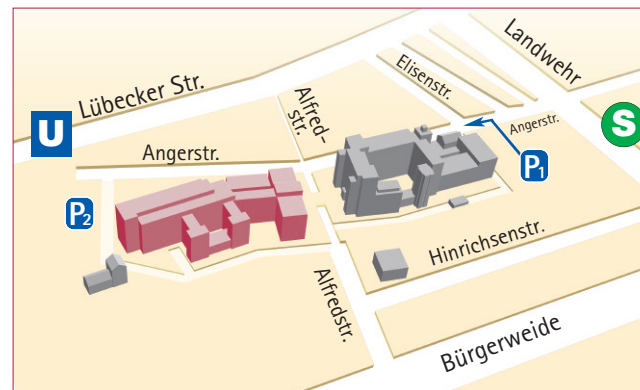 Landwehr
Lübecker Str.
Elisenstr.
Alfred-
str.
U
S
Angerstr.
Angerstr.
P1
P2
Hinrichsenstr.
Alfredstr.
Bürgerweide